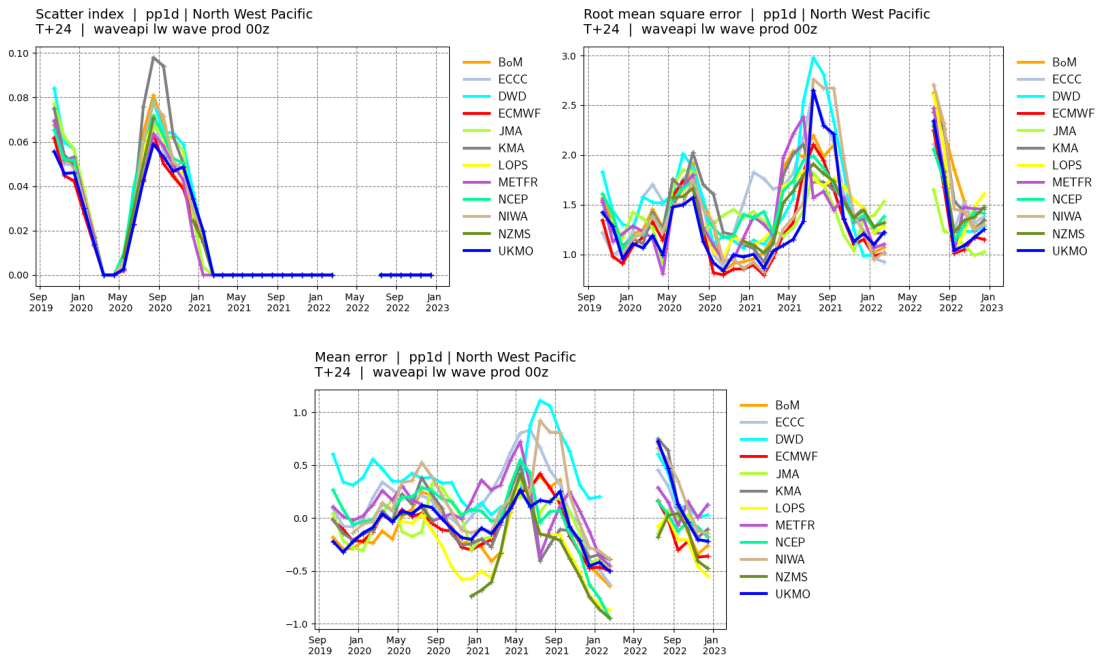 Scatter index | pp1d | North West Pacific
T+24 | waveapi lw wave prod 00z
0.10
0.08
0.06
0.04
0.02
0.00
Sep 2019
Jan 2020
May 2020
Sep 2020
Jan 2021
May 2021
Sep 2021
Jan 2022
May 2022
Sep 2022
Jan 2023
BoM
ECCC
DWD
ECMWF
JMA
KMA
LOPS
METFR
NCEP
NIWA
NZMS
UKMO
Root mean square error | pp1d | North West Pacific
T+24 | waveapi lw wave prod 00z
3.0
2.5
2.0
1.5
1.0
Sep 2019
Jan 2020
May 2020
Sep 2020
Jan 2021
May 2021
Sep 2021
Jan 2022
May 2022
Sep 2022
Jan 2023
BoM
ECCC
DWD
ECMWF
JMA
KMA
LOPS
METFR
NCEP
NIWA
NZMS
UKMO
Mean error | pp1d | North West Pacific
T+24 | waveapi lw wave prod 00z
1.0
0.5
0.0
−0.5
−1.0
Sep 2019
Jan 2020
May 2020
Sep 2020
Jan 2021
May 2021
Sep 2021
Jan 2022
May 2022
Sep 2022
Jan 2023
BoM
ECCC
DWD
ECMWF
JMA
KMA
LOPS
METFR
NCEP
NIWA
NZMS
UKMO